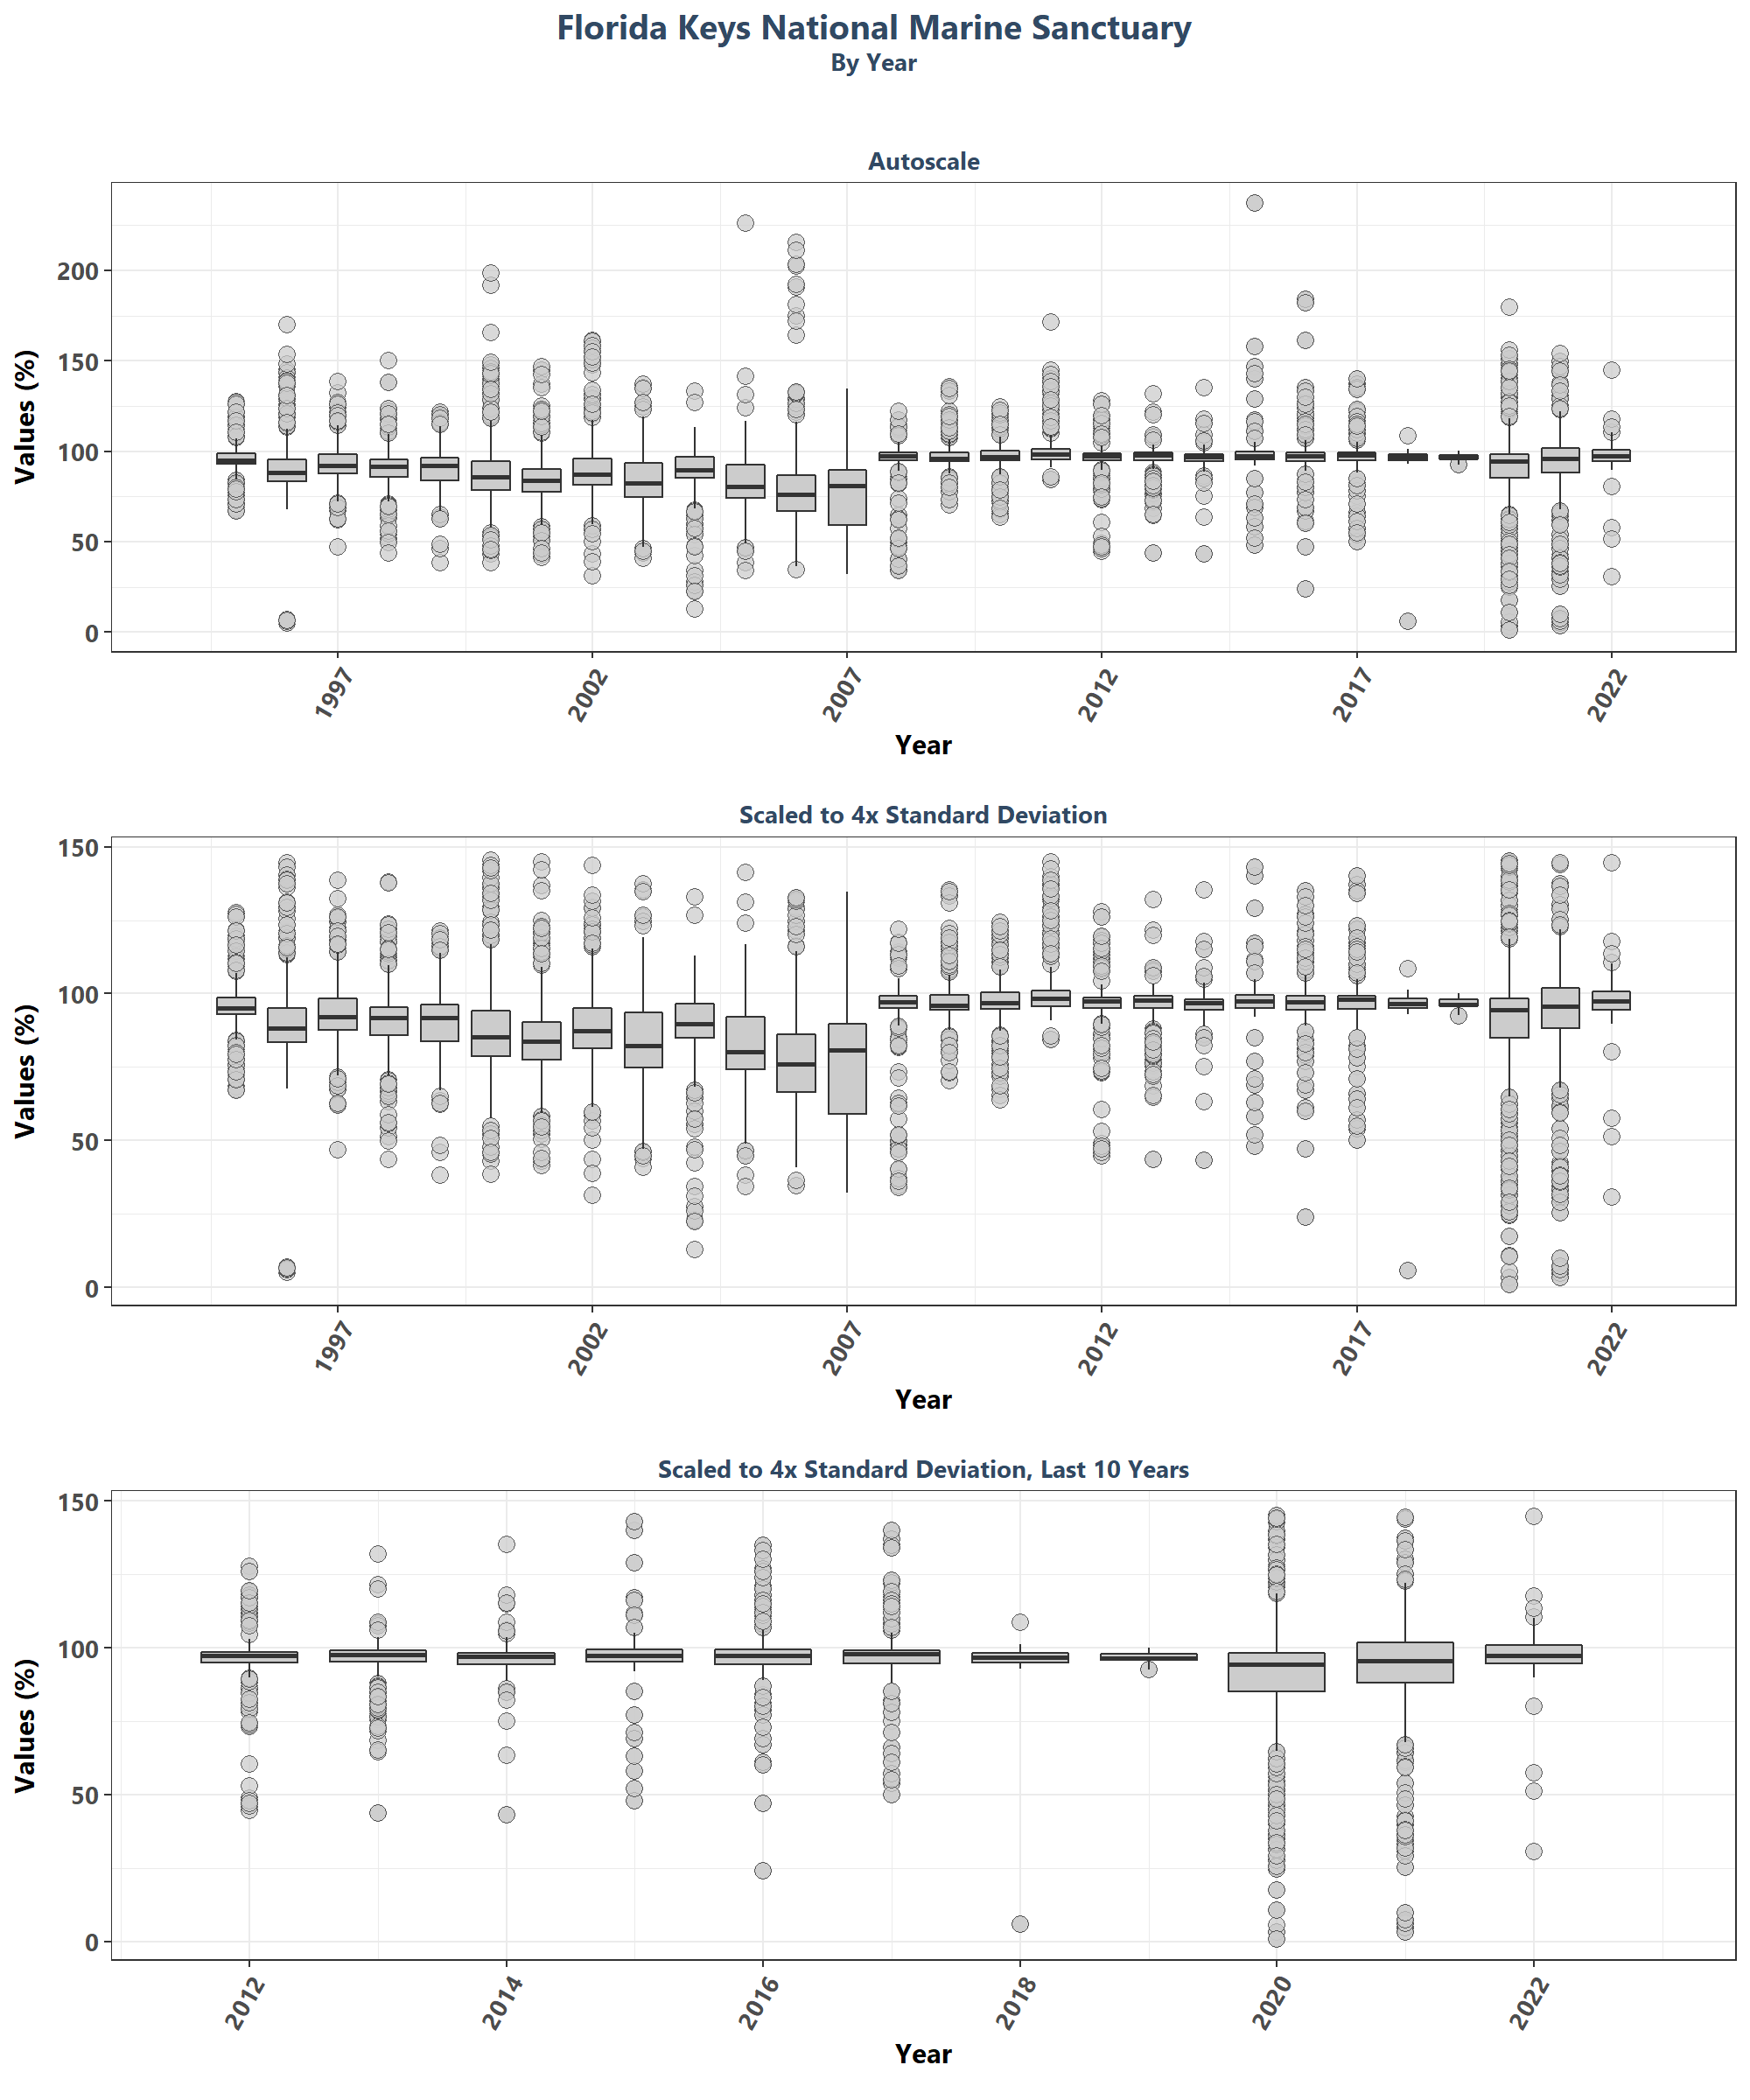 Florida Keys National Marine Sanctuary
By Year
Autoscale
Values (%)
200
150
100
50
0
1997
2002
2007
2012
2017
2022
Year
Scaled to 4x Standard Deviation
Values (%)
150
100
50
0
1997
2002
2007
2012
2017
2022
Year
Scaled to 4x Standard Deviation, Last 10 Years
Values (%)
150
100
50
0
2012
2014
2016
2018
2020
2022
Year